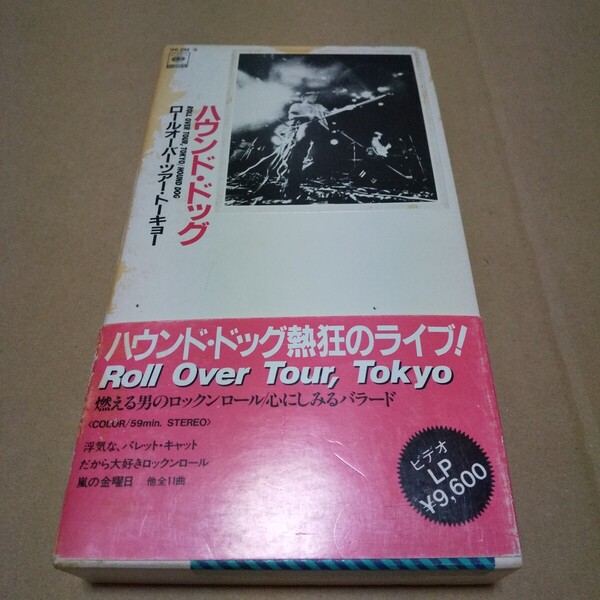 ハウンド・ドッグ
ROLL OVER TOUR, TOKYO HOUND DOG
ロールオーバー・ツアー・トーキョー
ハウンド・ドッグ熱狂のライブ!
Roll Over Tour, Tokyo
燃える男のロックンロール/心にしみるバラード
〈COLOR/59min. STEREO〉
浮気な、バレット・キャット
だから大好きロックンロール
嵐の金曜日 他全11曲
ビデオ
LP
¥9,600